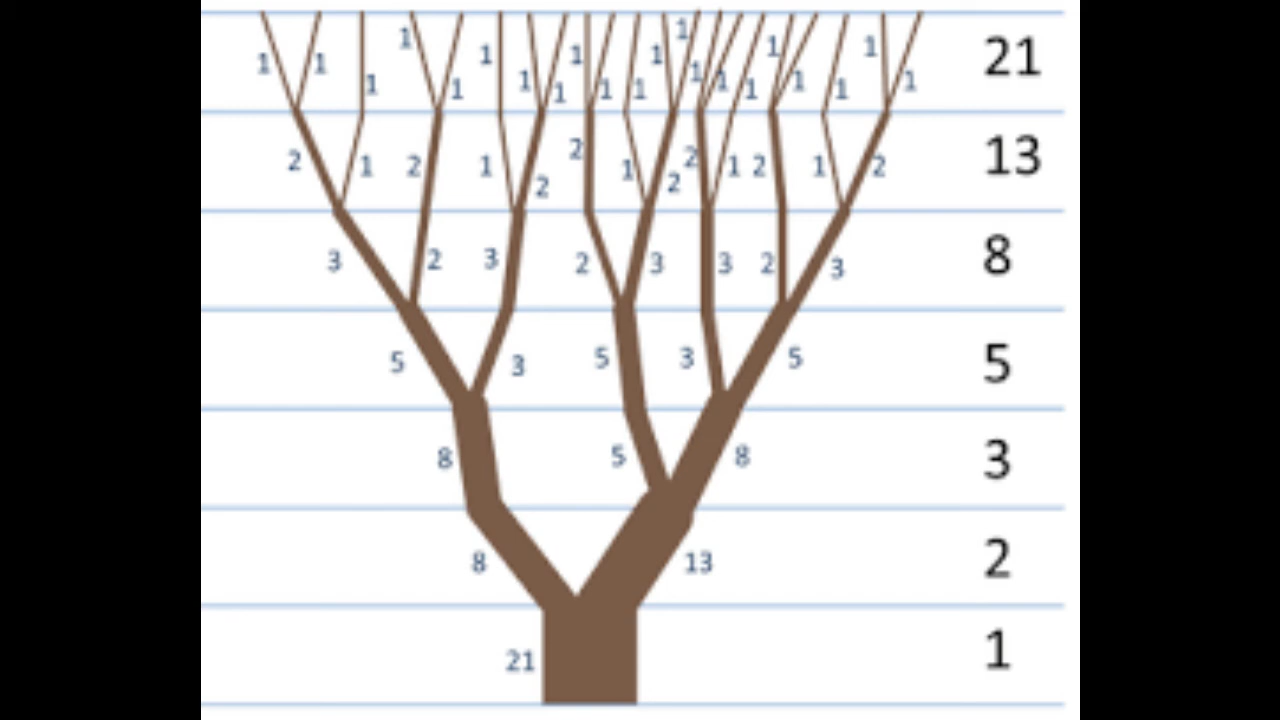 1 1 1 1 1 1 1 1 1 1 1 1 1 1 1 1 1 1 1 1 21
2 1 2 1 2 2 1 2 2 1 2 1 2 13
3 2 3 2 3 3 2 3 8
5 3 5 3 5 5
8 5 8 3
8 13 2
21 1